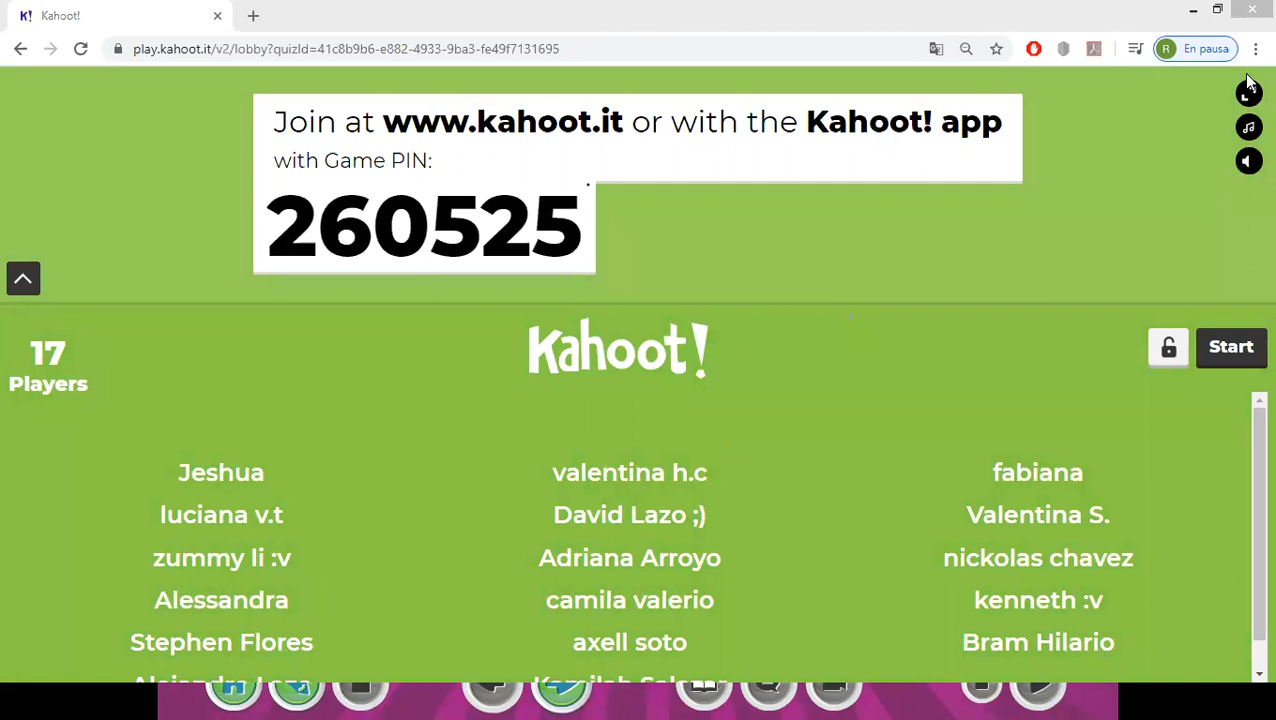 Kahoot!
play.kahoot.it/v2/lobby?quizId=41c8b9b6-e882-4933-9ba3-fe49f7131695
R En pausa
Join at www.kahoot.it or with the Kahoot! app
with Game PIN:
260525
17
Players
Kahoot!
Start
Jeshua valentina h.c fabiana
luciana v.t David Lazo ;) Valentina S.
zummy li :v Adriana Arroyo nickolas chavez
Alessandra camila valerio kenneth :v
Stephen Flores axell soto Bram Hilario